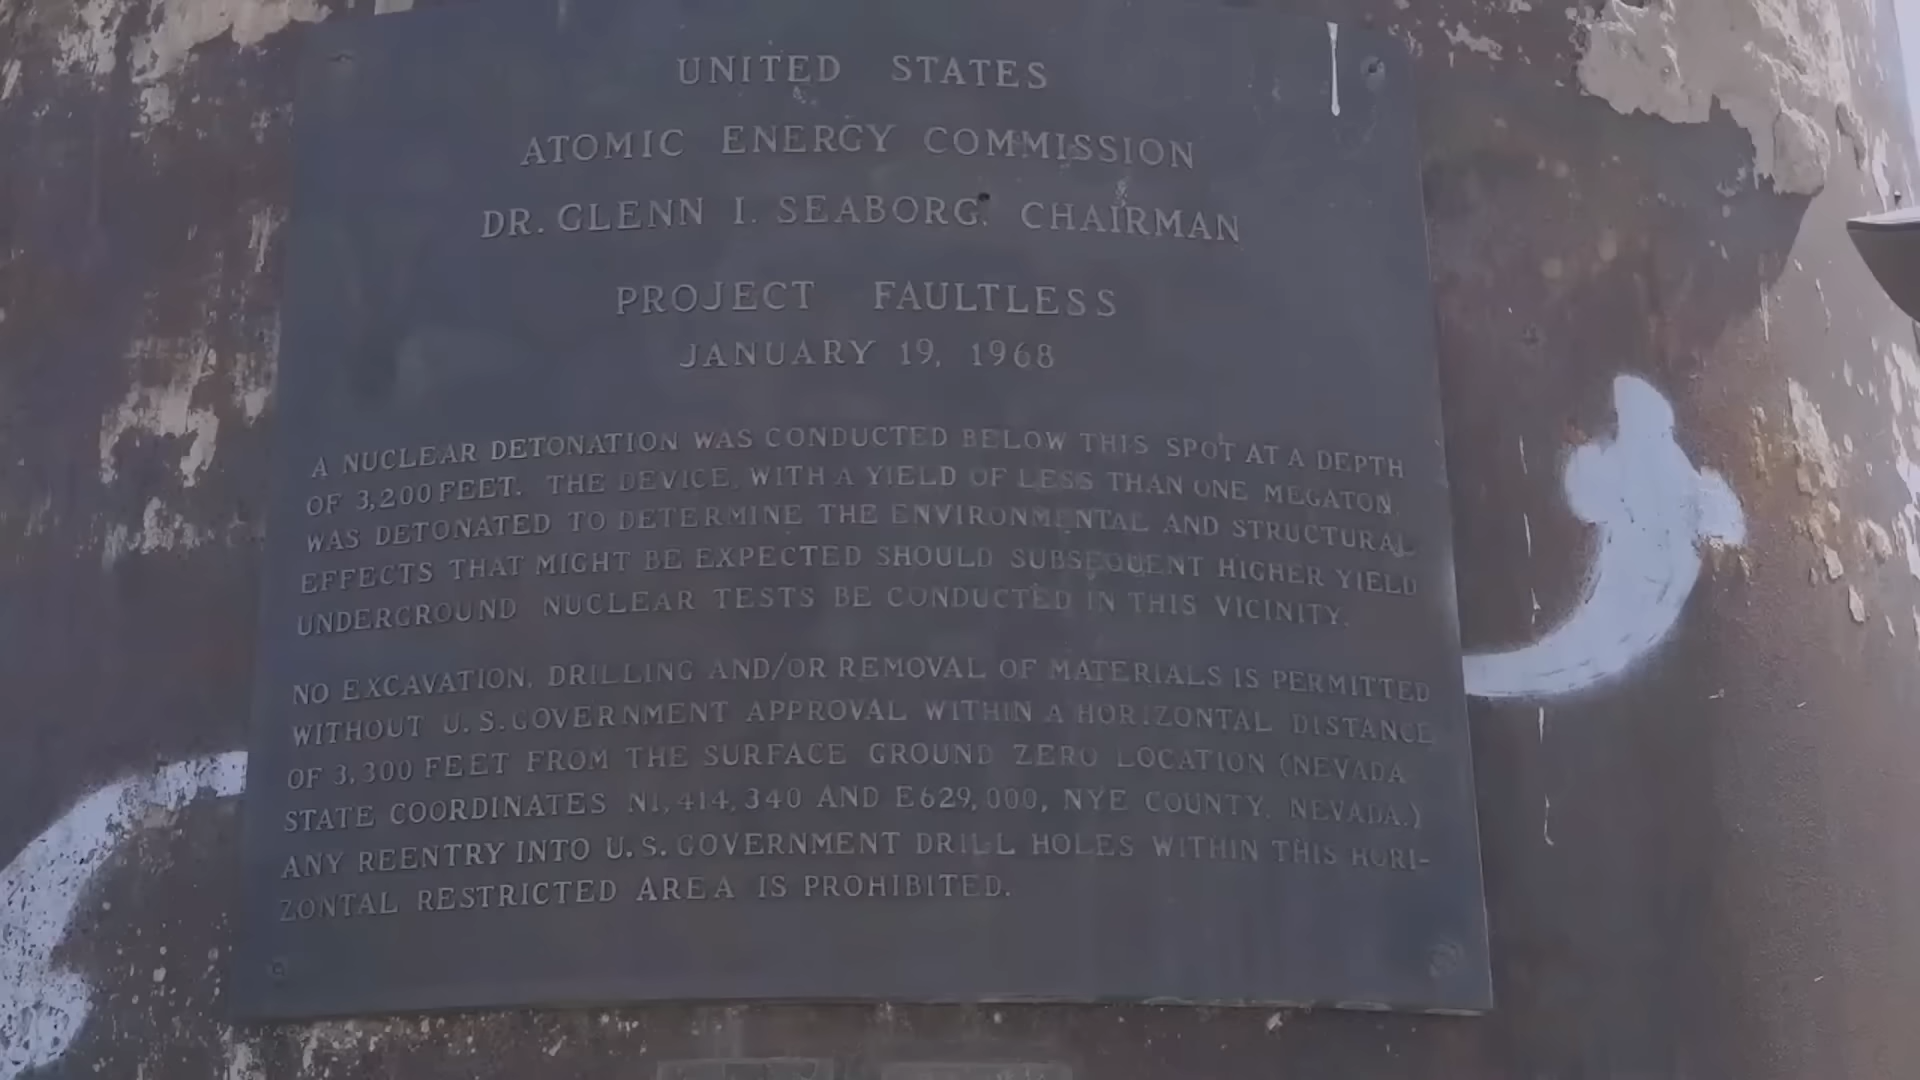 UNITED STATES
ATOMIC ENERGY COMMISSION
DR. GLENN I. SEABORG, CHAIRMAN
PROJECT FAULTLESS
JANUARY 19, 1968
A NUCLEAR DETONATION WAS CONDUCTED BELOW THIS SPOT AT A DEPTH
OF 3,200 FEET. THE DEVICE, WITH A YIELD OF LESS THAN ONE MEGATON,
WAS DETONATED TO DETERMINE THE ENVIRONMENTAL AND STRUCTURAL
EFFECTS THAT MIGHT BE EXPECTED SHOULD SUBSEQUENT HIGHER YIELD
UNDERGROUND NUCLEAR TESTS BE CONDUCTED IN THIS VICINITY.
NO EXCAVATION, DRILLING AND/OR REMOVAL OF MATERIALS IS PERMITTED
WITHOUT U.S. GOVERNMENT APPROVAL WITHIN A HORIZONTAL DISTANCE
OF 3,300 FEET FROM THE SURFACE GROUND ZERO LOCATION (NEVADA
STATE COORDINATES N1,414,340 AND E629,000, NYE COUNTY, NEVADA.)
ANY REENTRY INTO U.S. GOVERNMENT DRILL HOLES WITHIN THIS HORI-
ZONTAL RESTRICTED AREA IS PROHIBITED.